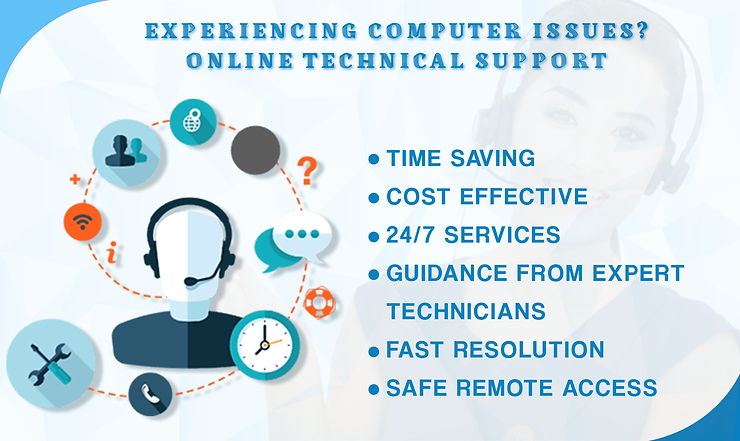 EXPERIENCING COMPUTER ISSUES?
ONLINE TECHNICAL SUPPORT
• TIME SAVING
• COST EFFECTIVE
• 24/7 SERVICES
• GUIDANCE FROM EXPERT
TECHNICIANS
• FAST RESOLUTION
• SAFE REMOTE ACCESS